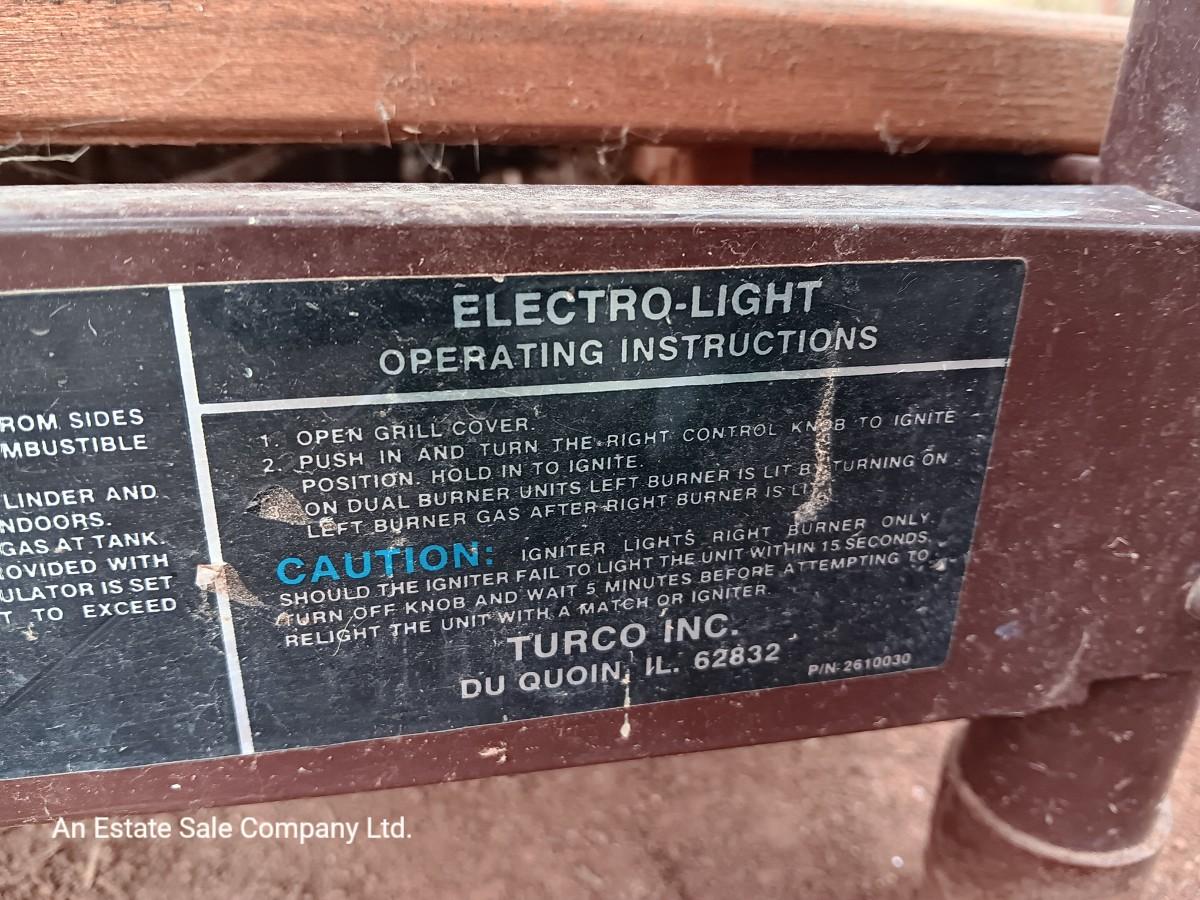 ROM SIDES
MBUSTIBLE
LINDER AND
NDOORS.
GAS AT TANK.
ROVIDED WITH
ULATOR IS SET
T TO EXCEED
ELECTRO-LIGHT
OPERATING INSTRUCTIONS
1. OPEN GRILL COVER.
2. PUSH IN AND TURN THE RIGHT CONTROL KNOB TO IGNITE
POSITION. HOLD IN TO IGNITE.
ON DUAL BURNER UNITS LEFT BURNER IS LIT BY TURNING ON
LEFT BURNER GAS AFTER RIGHT BURNER IS LIT.
CAUTION: IGNITER LIGHTS RIGHT BURNER ONLY.
SHOULD THE IGNITER FAIL TO LIGHT THE UNIT WITHIN 15 SECONDS,
TURN OFF KNOB AND WAIT 5 MINUTES BEFORE ATTEMPTING TO
RELIGHT THE UNIT WITH A MATCH OR IGNITER.
TURCO INC.
DU QUOIN, IL. 62832
P/N 2610030
An Estate Sale Company Ltd.